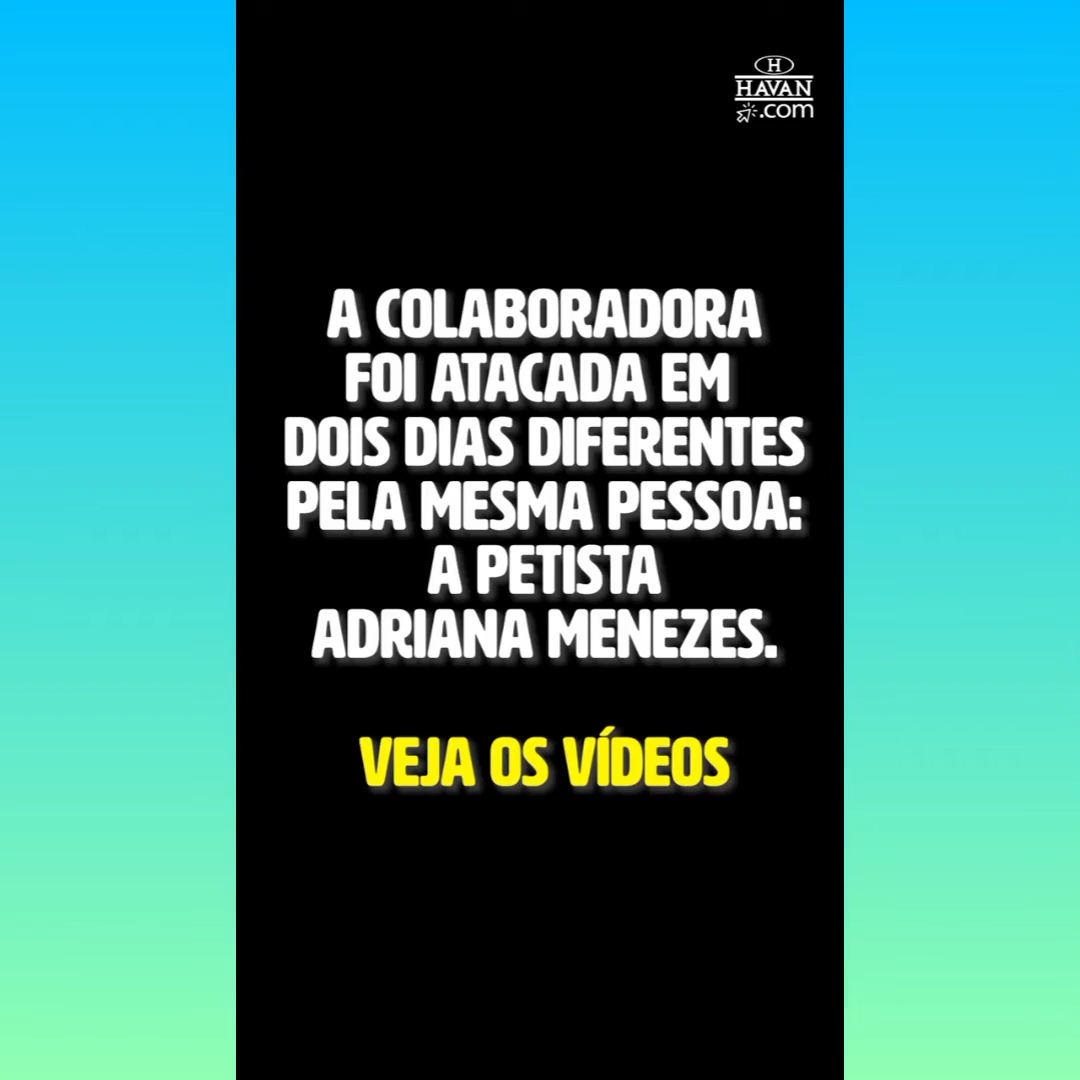 H
HAVAN
.com
A COLABORADORA
FOI ATACADA EM
DOIS DIAS DIFERENTES
PELA MESMA PESSOA:
A PETISTA
ADRIANA MENEZES.
VEJA OS VÍDEOS